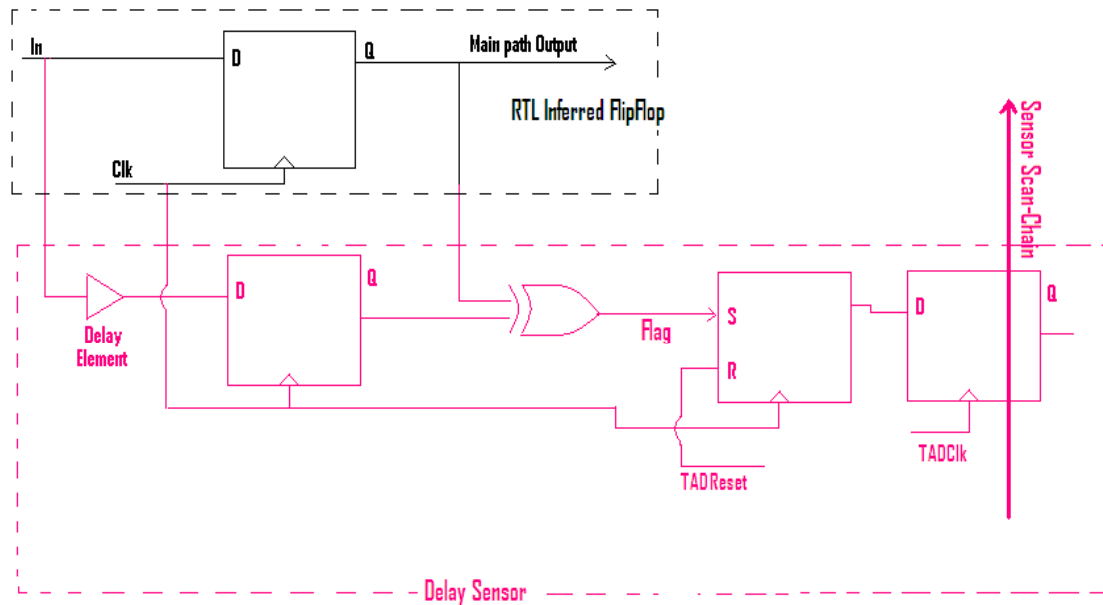 In
D
Q
Main path Output
RTL Inferred FlipFlop
Clk
Sensor Scan-Chain
D
Q
Delay
Element
Flag
S
R
D
Q
TADClk
TADReset
Delay Sensor